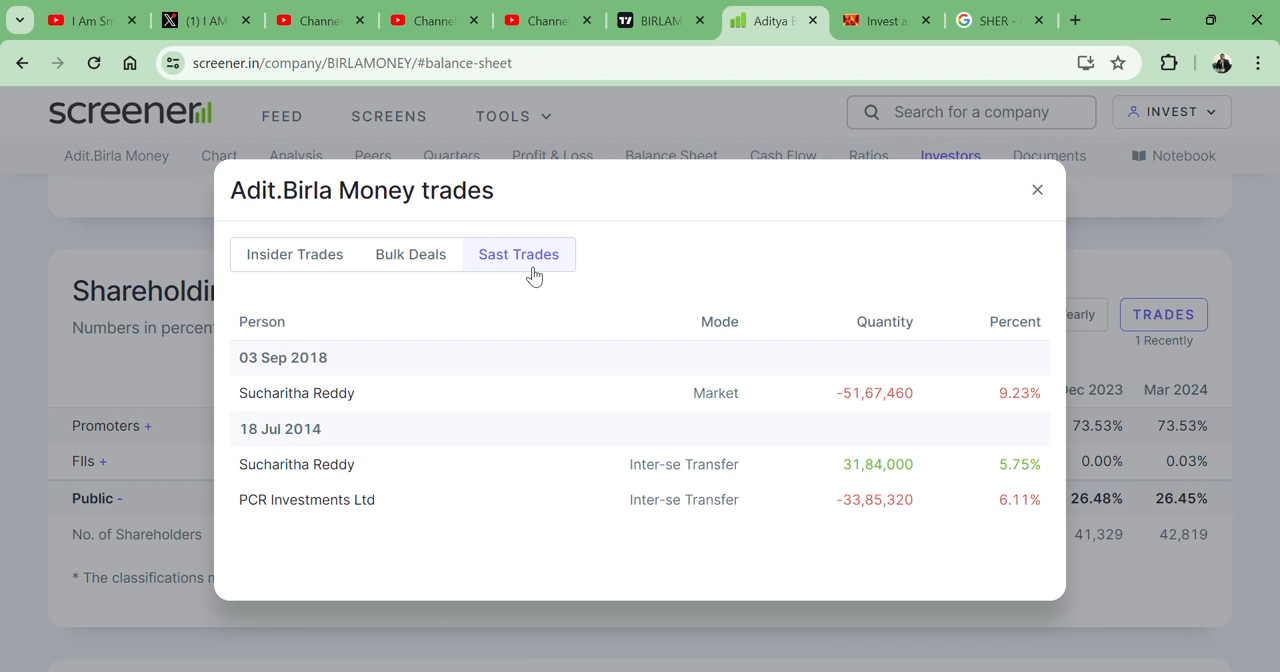 I Am Sm
(1) I AM
Channel
Channel
Channel
BIRLAM
Aditya B
Invest a
SHER -
screener.in/company/BIRLAMONEY/#balance-sheet
screener
FEED
SCREENS
TOOLS
Search for a company
INVEST
Adit.Birla Money
Chart
Analysis
Peers
Quarters
Profit & Loss
Balance Sheet
Cash Flow
Ratios
Investors
Documents
Notebook
Adit.Birla Money trades
Insider Trades
Bulk Deals
Sast Trades
Person Mode Quantity Percent
03 Sep 2018
Sucharitha Reddy Market -51,67,460 9.23%
18 Jul 2014
Sucharitha Reddy Inter-se Transfer 31,84,000 5.75%
PCR Investments Ltd Inter-se Transfer -33,85,320 6.11%
Shareholdin
Numbers in percent
early
TRADES
1 Recently
Dec 2023 Mar 2024
Promoters + 73.53% 73.53%
FIIs + 0.00% 0.03%
Public - 26.48% 26.45%
No. of Shareholders 41,329 42,819
* The classifications m